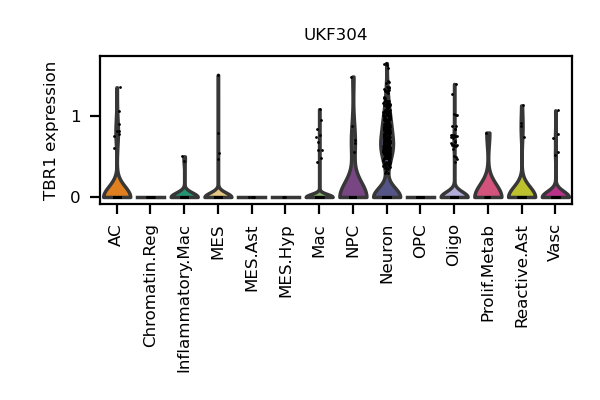 UKF304
TBR1 expression
1
0
AC
Chromatin.Reg
Inflammatory.Mac
MES
MES.Ast
MES.Hyp
Mac
NPC
Neuron
OPC
Oligo
Prolif.Metab
Reactive.Ast
Vasc